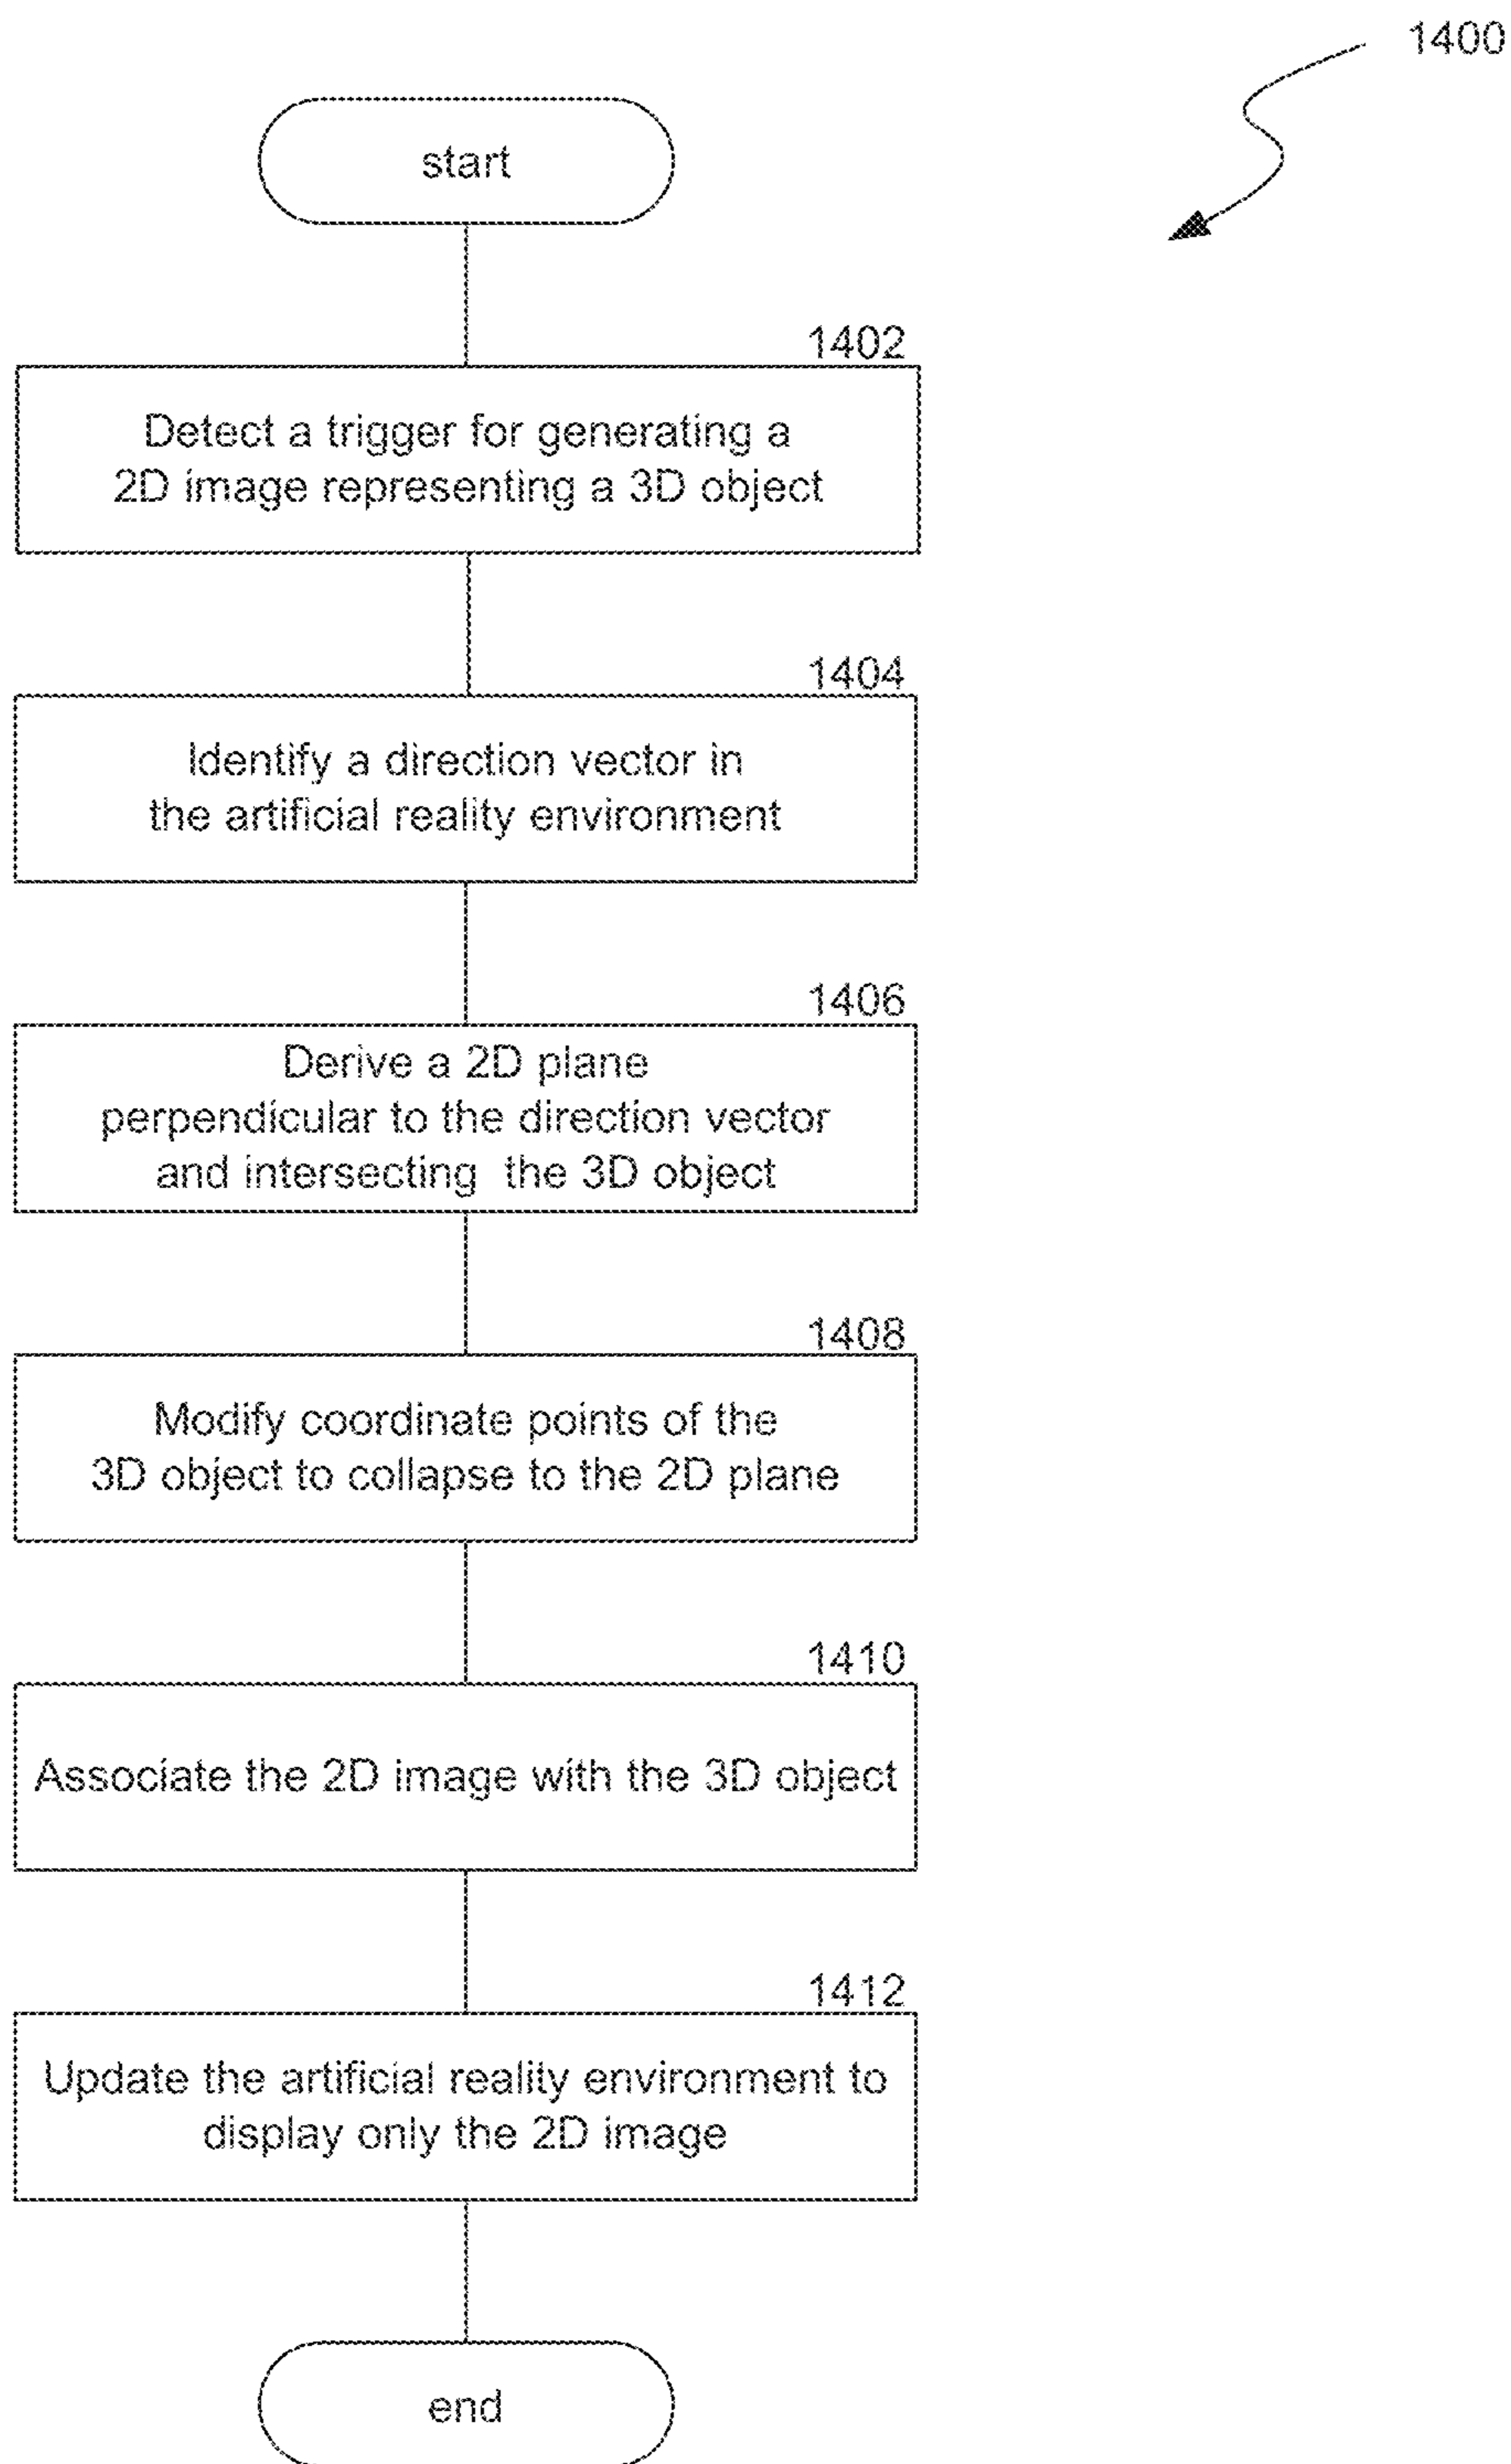 1400
start
1402
Detect a trigger for generating a
2D image representing a 3D object
1404
Identify a direction vector in
the artificial reality environment
1406
Derive a 2D plane
perpendicular to the direction vector
and intersecting the 3D object
1408
Modify coordinate points of the
3D object to collapse to the 2D plane
1410
Associate the 2D image with the 3D object
1412
Update the artificial reality environment to
display only the 2D image
end